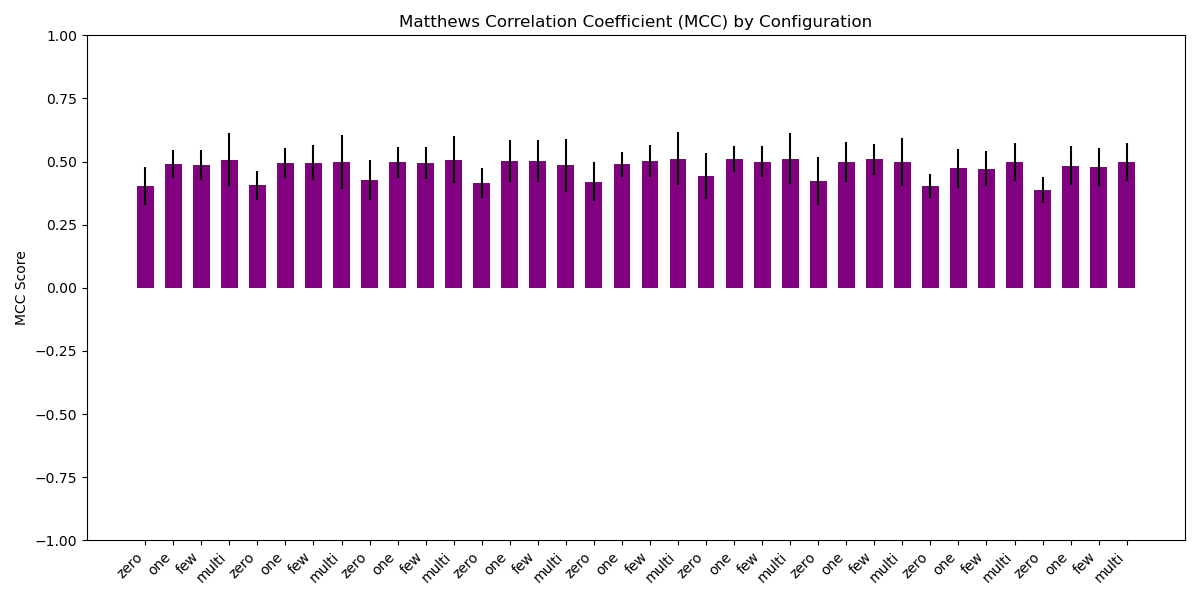 Matthews Correlation Coefficient (MCC) by Configuration
MCC Score
1.00
0.75
0.50
0.25
0.00
−0.25
−0.50
−0.75
−1.00
zero
one
few
multi
zero
one
few
multi
zero
one
few
multi
zero
one
few
multi
zero
one
few
multi
zero
one
few
multi
zero
one
few
multi
zero
one
few
multi
zero
one
few
multi